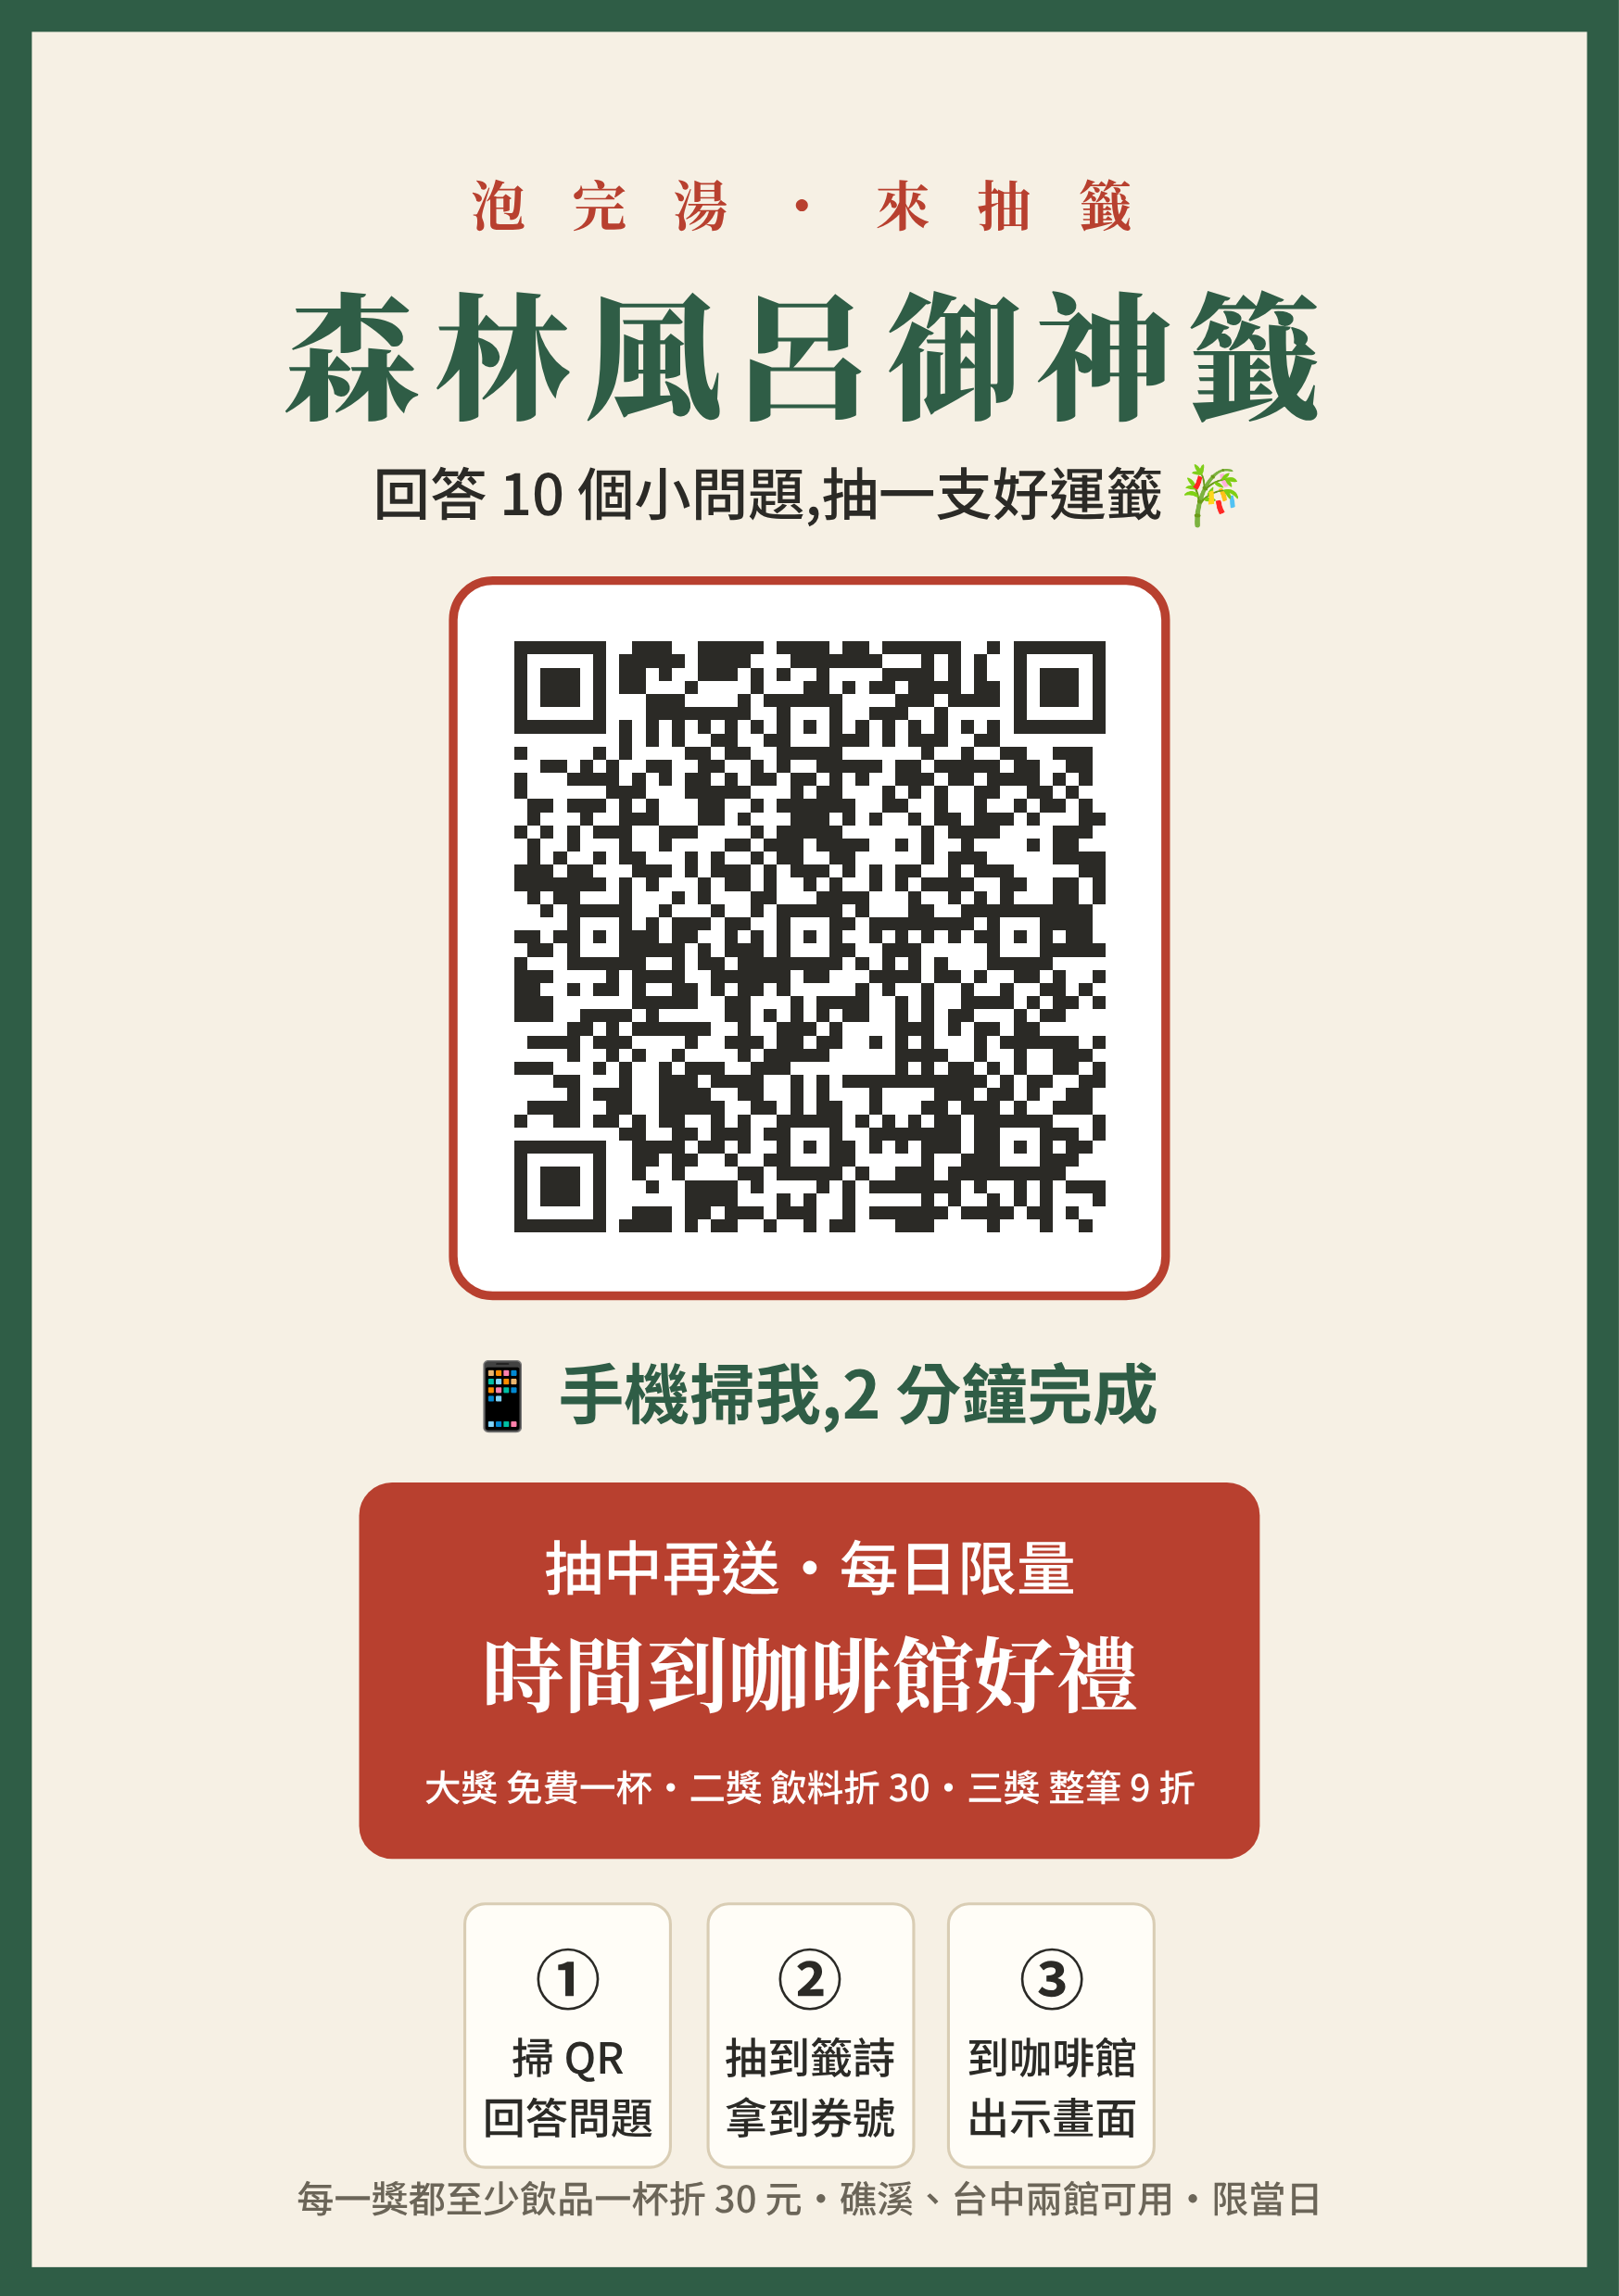 泡完湯・來抽籤
森林風呂御神籤
回答 10 個小問題,抽一支好運籤
手機掃我,2 分鐘完成
抽中再送・每日限量
時間到咖啡館好禮
大獎 免費一杯・二獎 飲料折 30・三獎 整筆 9 折
①
掃 QR
回答問題
②
抽到籤詩
拿到券號
③
到咖啡館
出示畫面
每一獎都至少飲品一杯折 30 元・礁溪、台中兩館可用・限當日